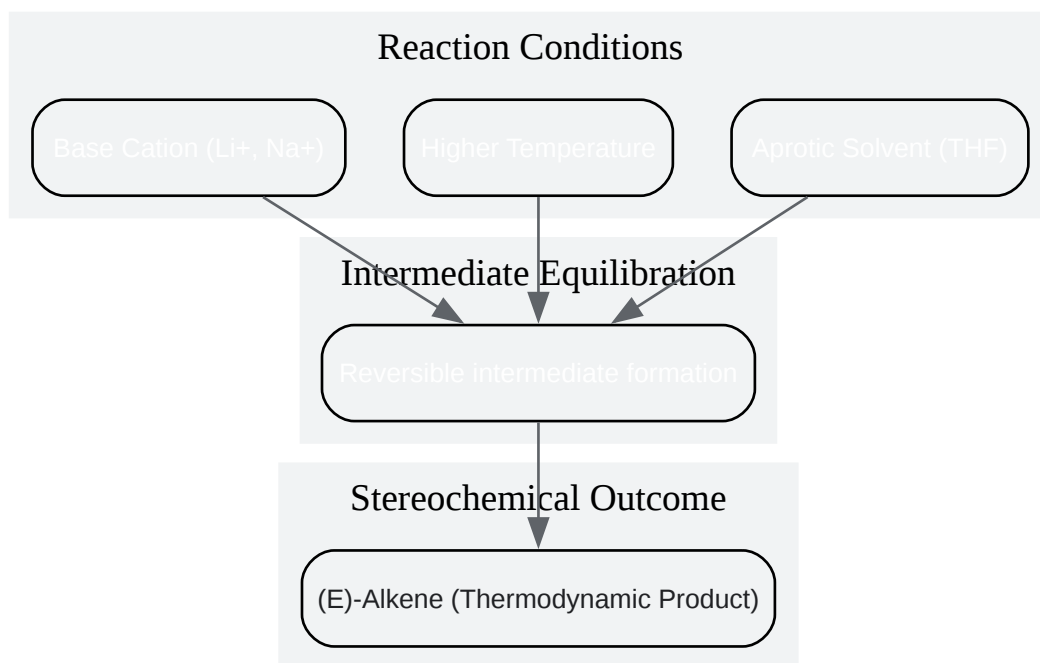 Reaction Conditions
Base Cation (Li+, Na+)
Higher Temperature
Aprotic Solvent (THF)
Intermediate Equilibration
Reversible intermediate formation
Stereochemical Outcome
(E)-Alkene (Thermodynamic Product)